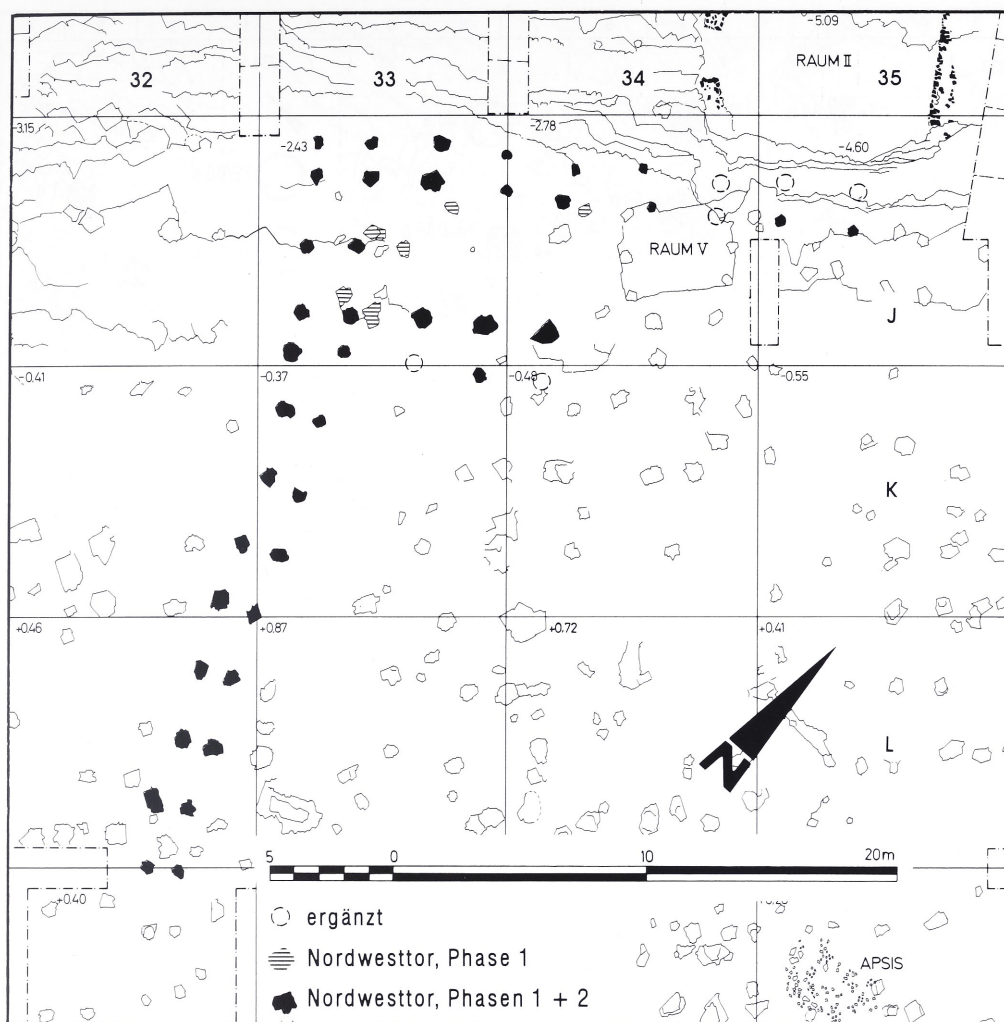 -5.09
RAUM II
32
33
34
35
-3.15
-2.43
-2.78
-4.60
RAUM V
J
-0.41
-0.37
-0.48
-0.55
K
+0.46
+0.87
+0.72
+0.41
N
L
5 0 10 20m
+0.40
ergänzt
Nordwesttor, Phase 1
APSIS
Nordwesttor, Phasen 1 + 2